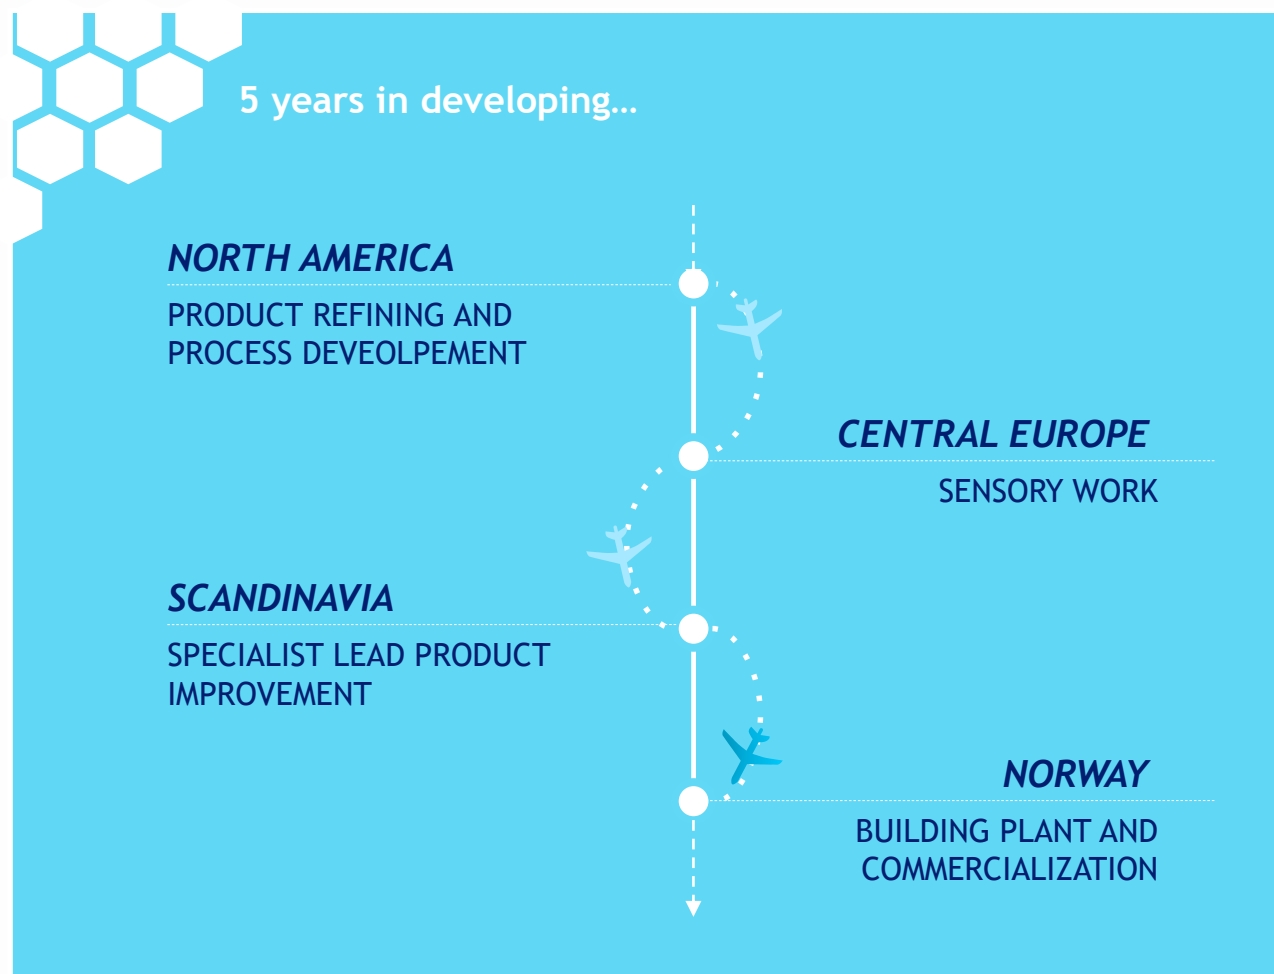 5 years in developing…
NORTH AMERICA
PRODUCT REFINING AND
PROCESS DEVEOLPEMENT
CENTRAL EUROPE
SENSORY WORK
SCANDINAVIA
SPECIALIST LEAD PRODUCT
IMPROVEMENT
NORWAY
BUILDING PLANT AND
COMMERCIALIZATION